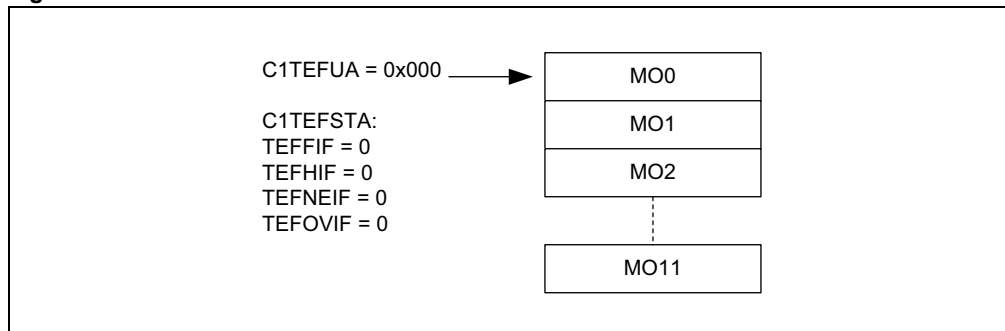 C1TEFUA = 0x000
C1TEFSTA:
TEFFIF = 0
TEFHIF = 0
TEFNEIF = 0
TEFOVIF = 0
MO0
MO1
MO2
MO11